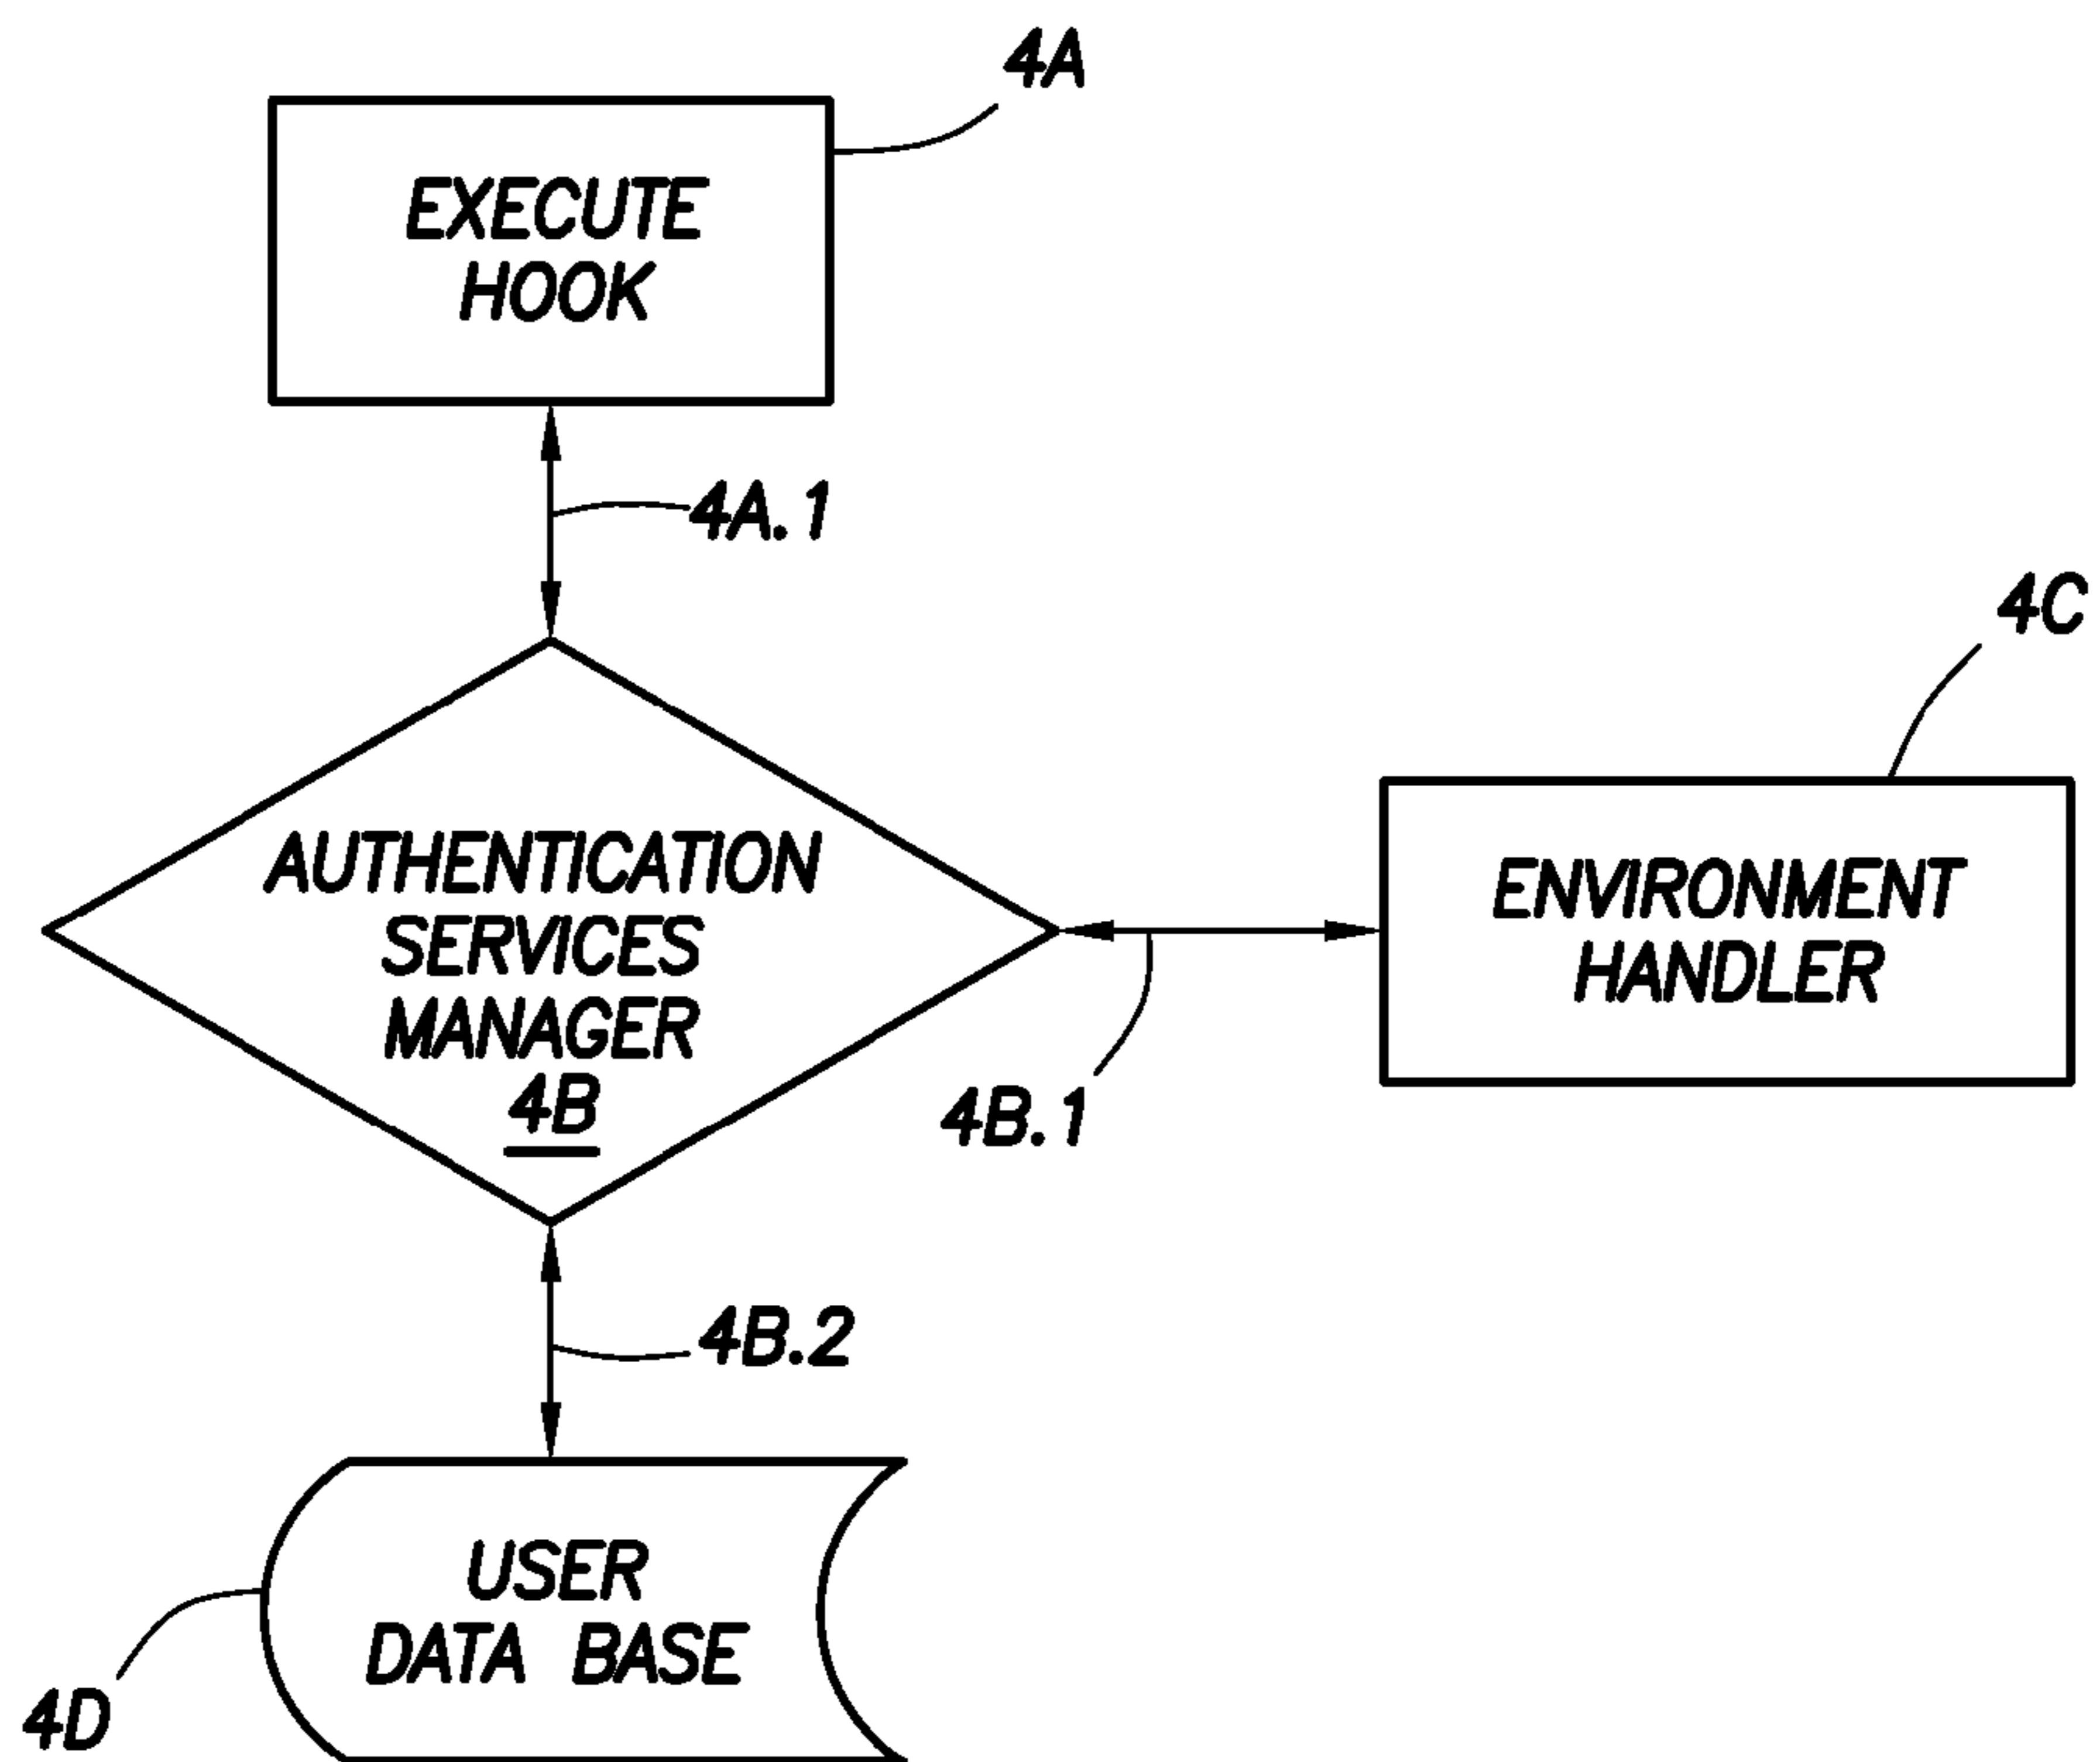 4A
EXECUTE
HOOK
4A.1
4C
AUTHENTICATION
SERVICES
MANAGER
4B
ENVIRONMENT
HANDLER
4B.1
4B.2
USER
DATA BASE
4D